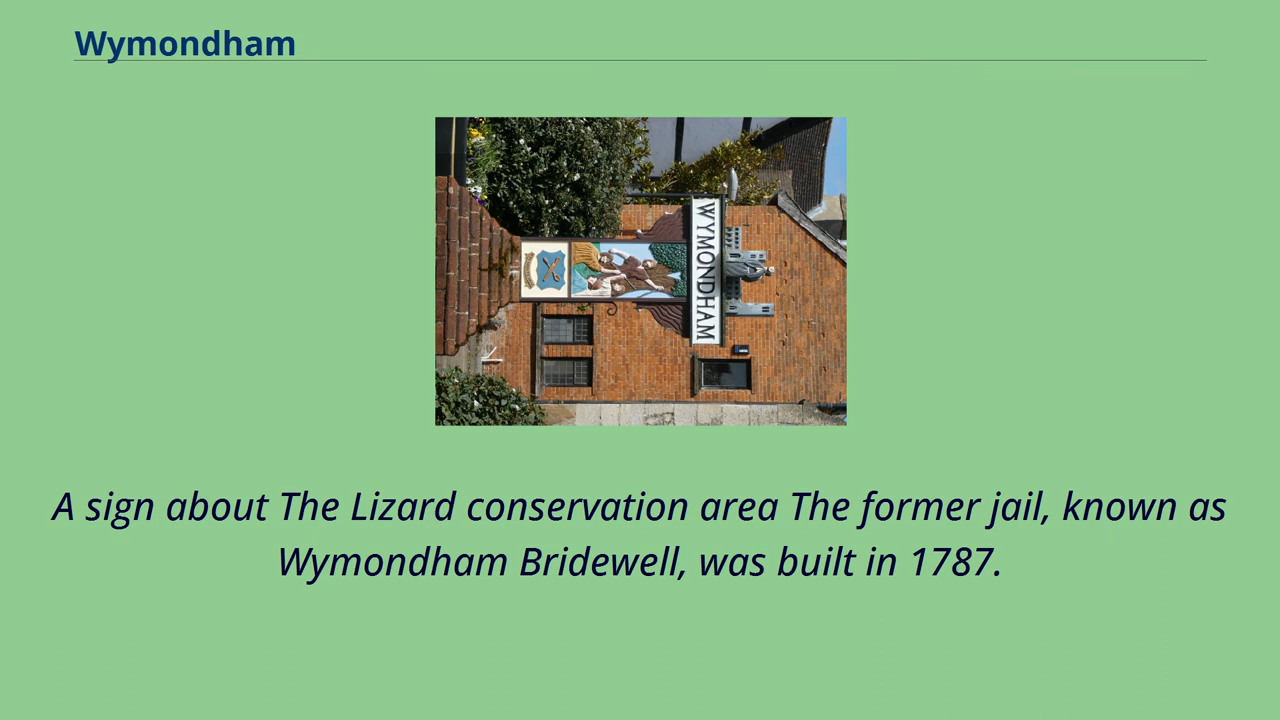 Wymondham
WYMONDHAM
A sign about The Lizard conservation area The former jail, known as
Wymondham Bridewell, was built in 1787.